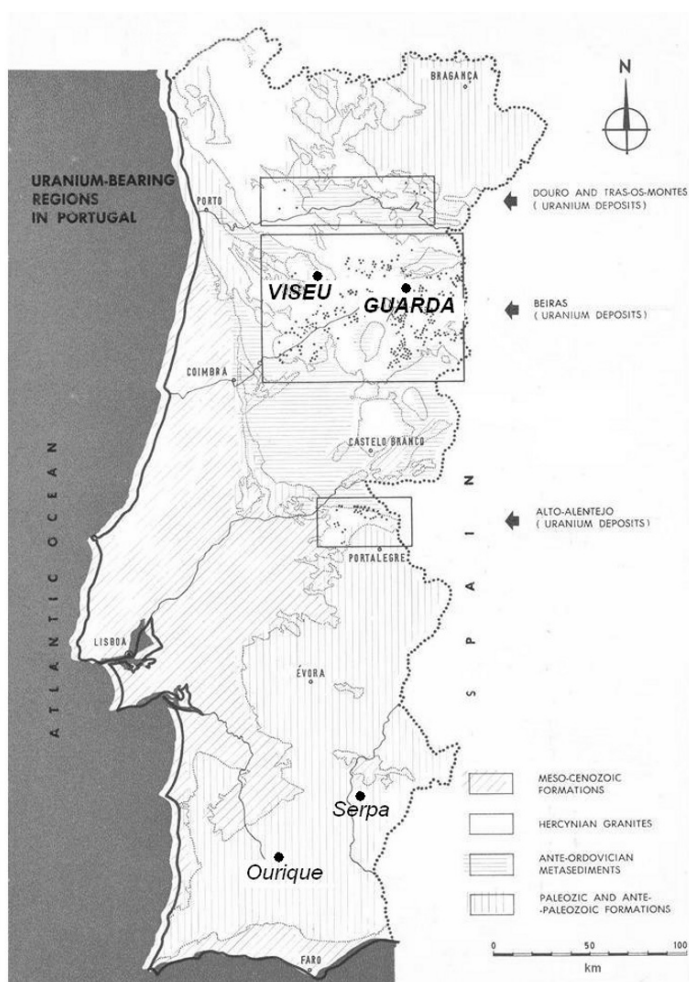 BRAGANÇA
N
URANIUM-BEARING
REGIONS
IN PORTUGAL
PORTO
DOURO AND TRAS-OS-MONTES
( URANIUM DEPOSITS)
VISEU
GUARDA
BEIRAS
( URANIUM DEPOSITS)
COIMBRA
CASTELO BRANCO
ATLANTIC OCEAN
SPAIN
ALTO-ALENTEJO
( URANIUM DEPOSITS)
PORTALEGRE
LISBOA
ÉVORA
Serpa
Ourique
FARO
MESO-CENOZOIC
FORMATIONS
HERCYNIAN GRANITES
ANTE-ORDOVICIAN
METASEDIMENTS
PALEOZIC AND ANTE-
-PALEOZOIC FORMATIONS
0 50 100
km